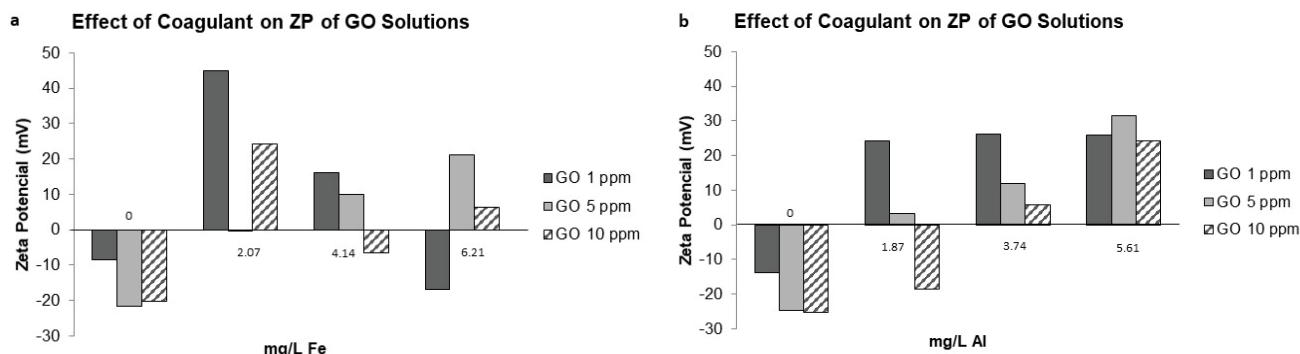 a
Effect of Coagulant on ZP of GO Solutions
Zeta Potencial (mV)
50
40
30
20
10
0
-10
-20
-30
0
2.07
4.14
6.21
mg/L Fe
GO 1 ppm
GO 5 ppm
GO 10 ppm
b
Effect of Coagulant on ZP of GO Solutions
Zeta Potencial (mV)
50
40
30
20
10
0
-10
-20
-30
0
1.87
3.74
5.61
mg/L Al
GO 1 ppm
GO 5 ppm
GO 10 ppm